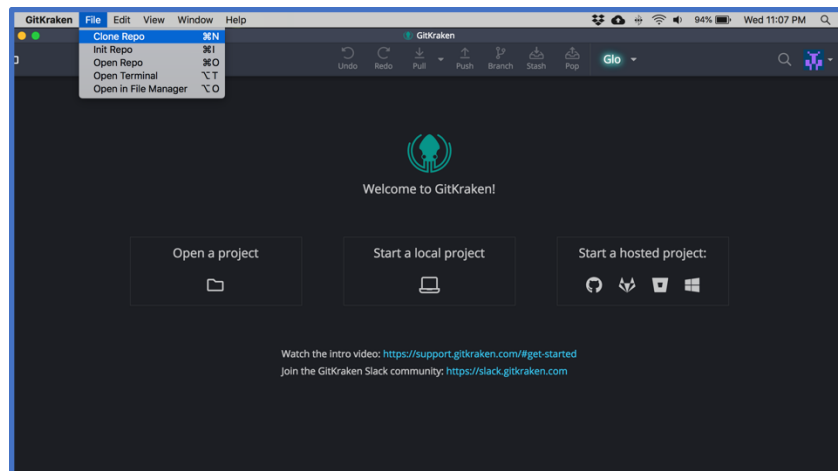 GitKraken File Edit View Window Help 94% Wed 11:07 PM
GitKraken
Clone Repo ⌘N
Init Repo ⌘I
Open Repo ⌘O
Open Terminal ⌥T
Open in File Manager ⌥O
Undo Redo Pull Push Branch Stash Pop Glo
Welcome to GitKraken!
Open a project Start a local project Start a hosted project:
Watch the intro video: https://support.gitkraken.com/#get-started
Join the GitKraken Slack community: https://slack.gitkraken.com